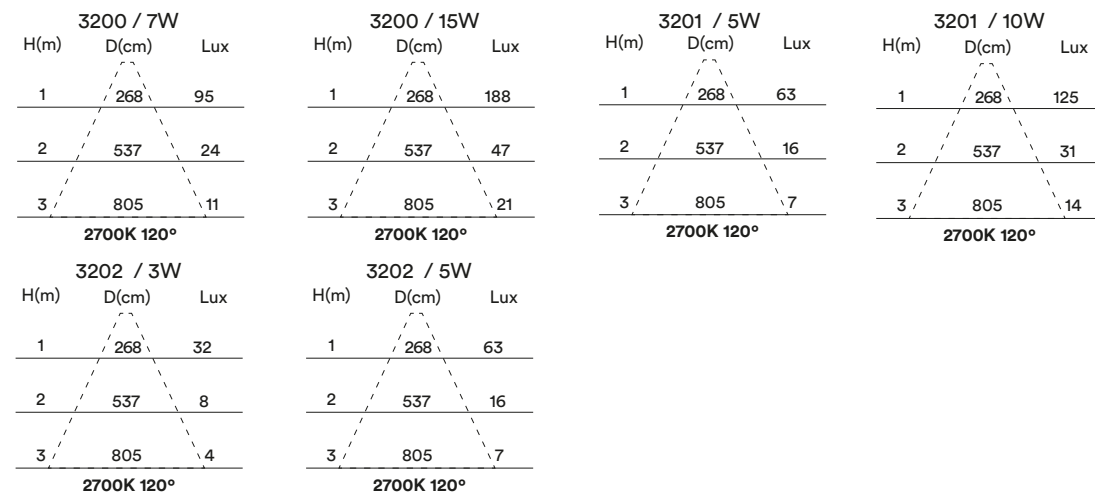 3200 / 7W
H(m) D(cm) Lux
1 268 95
2 537 24
3 805 11
2700K 120°
3200 / 15W
H(m) D(cm) Lux
1 268 188
2 537 47
3 805 21
2700K 120°
3201 / 5W
H(m) D(cm) Lux
1 268 63
2 537 16
3 805 7
2700K 120°
3201 / 10W
H(m) D(cm) Lux
1 268 125
2 537 31
3 805 14
2700K 120°
3202 / 3W
H(m) D(cm) Lux
1 268 32
2 537 8
3 805 4
2700K 120°
3202 / 5W
H(m) D(cm) Lux
1 268 63
2 537 16
3 805 7
2700K 120°